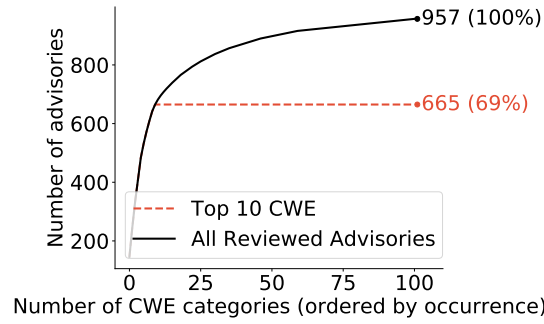 957 (100%)
800
665 (69%)
600
400
200
Number of advisories
Top 10 CWE
All Reviewed Advisories
0 25 50 75 100
Number of CWE categories (ordered by occurrence)